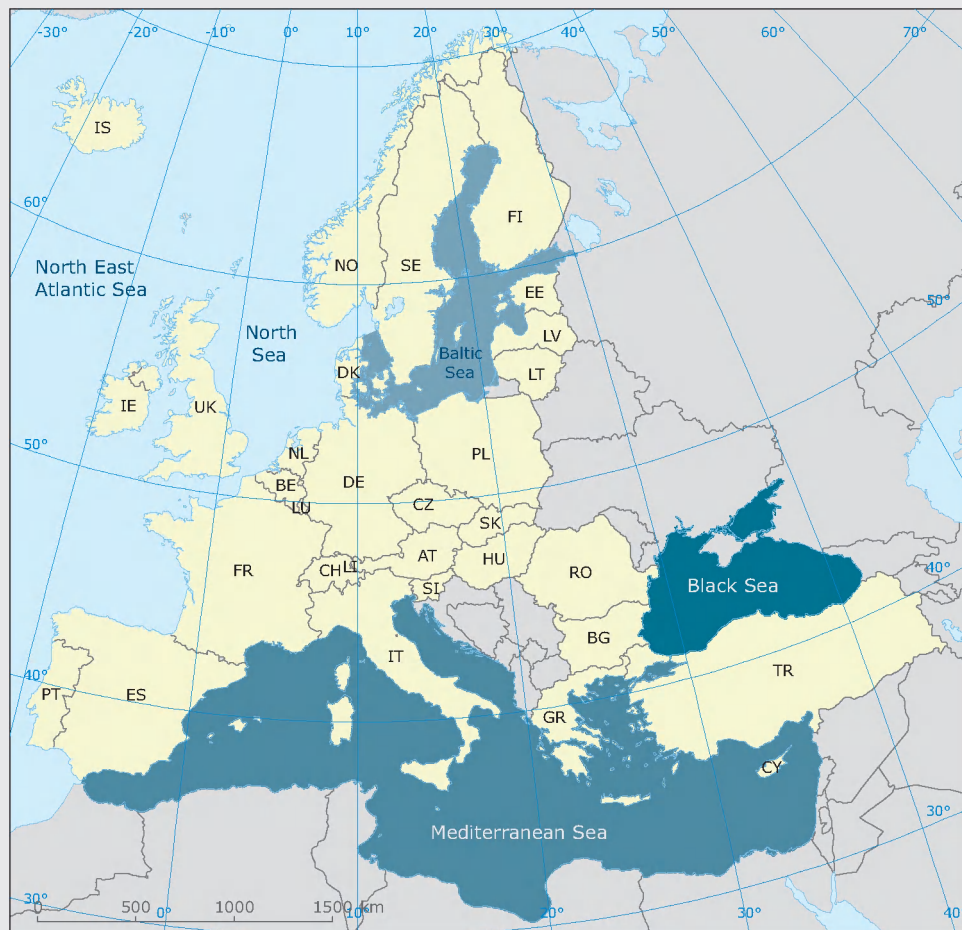 -30° -20° -10° 0° 10° 20° 30° 40° 50° 60° 70°
IS
60°
FI
NO SE
North East
Atlantic Sea
EE
50°
North
Sea
LV
Baltic
Sea
DK
LT
IE
UK
50°
NL
PL
DE
BE
LU
CZ
SK
AT
HU
CH
LI
FR
RO
40°
SI
Black Sea
BG
IT
TR
40°
PT
ES
GR
CY
30°
Mediterranean Sea
30°
0 500 1000 1500 km
0° 10° 20° 30° 40